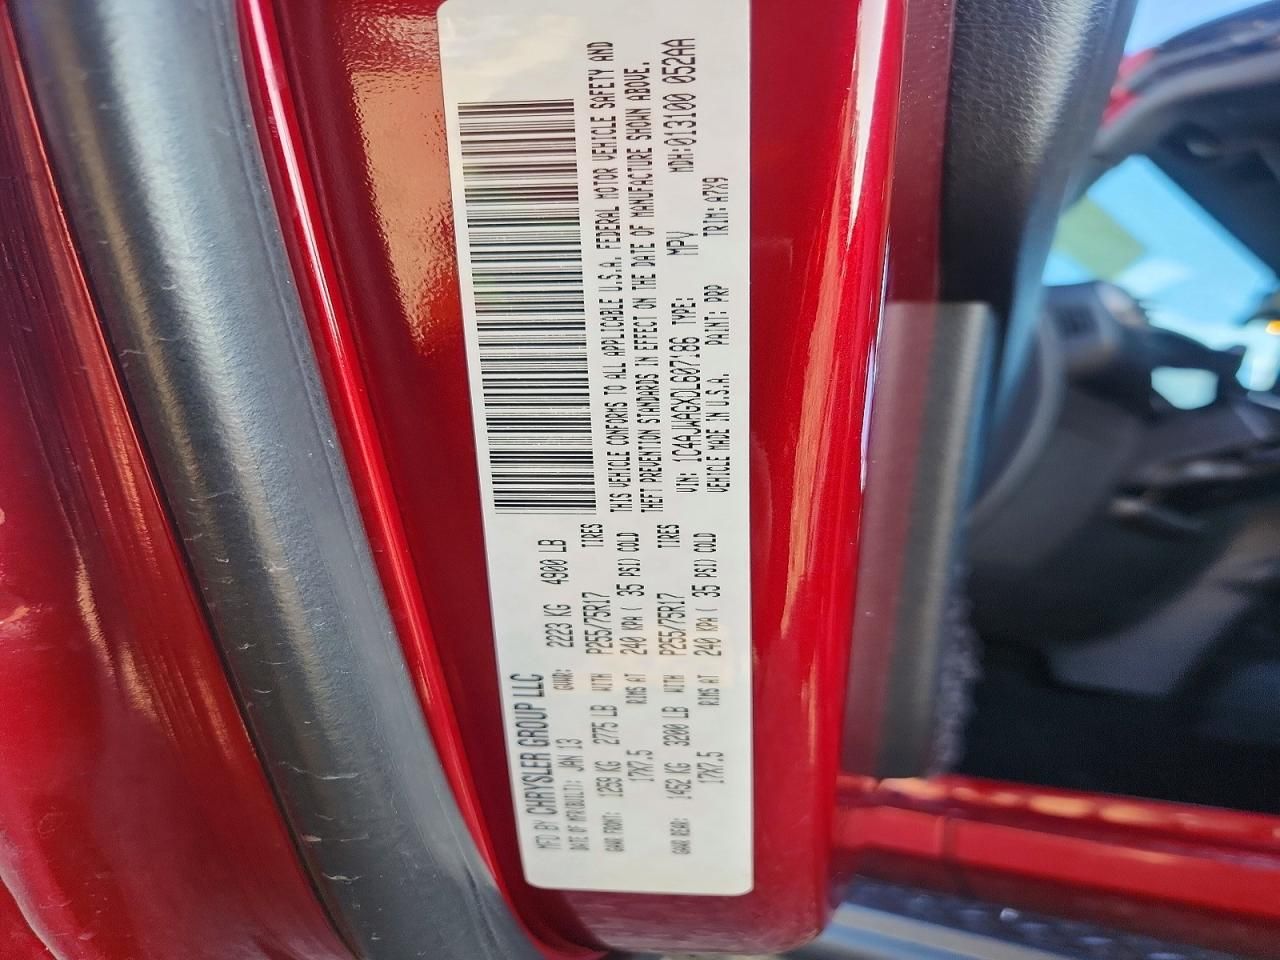 MFD BY CHRYSLER GROUP LLC
DATE OF MFR(BUILT): JAN 13 GVWR: 2223 KG 4900 LB
GAWR FRONT: 1259 KG 2775 LB WITH P255/75R17 TIRES
17X7.5 RIMS AT 240 KPA ( 35 PSI) COLD
GAWR REAR: 1452 KG 3200 LB WITH P255/75R17 TIRES
17X7.5 RIMS AT 240 KPA ( 35 PSI) COLD
THIS VEHICLE CONFORMS TO ALL APPLICABLE U.S.A. FEDERAL MOTOR VEHICLE SAFETY AND
THEFT PREVENTION STANDARDS IN EFFECT ON THE DATE OF MANUFACTURE SHOWN ABOVE.
VIN: 1C4AJWAGXDL607186 TYPE: MPV MDH:013100 052AA
VEHICLE MADE IN U.S.A. PAINT: PRP TRIM: A7X9